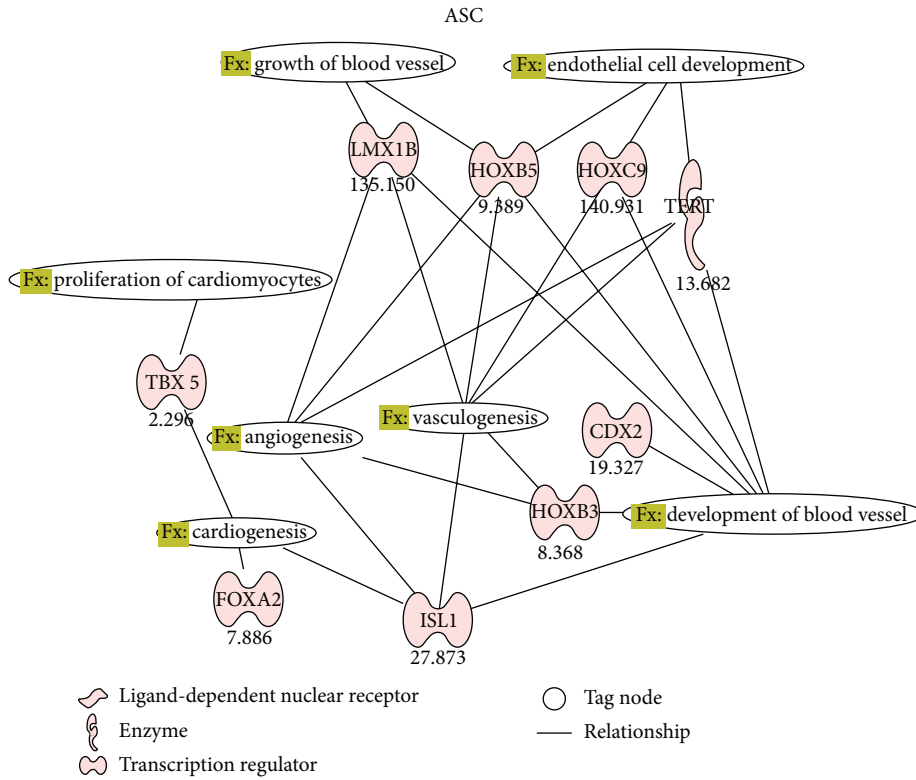 ASC
Fx: growth of blood vessel
Fx: endothelial cell development
LMX1B
135.150
HOXB5
9.389
HOXC9
140.931
TERT
13.682
Fx: proliferation of cardiomyocytes
TBX 5
2.296
Fx: angiogenesis
Fx: vasculogenesis
CDX2
19.327
HOXB3
8.368
Fx: development of blood vessel
Fx: cardiogenesis
FOXA2
7.886
ISL1
27.873
Ligand-dependent nuclear receptor
Enzyme
Transcription regulator
Tag node
Relationship